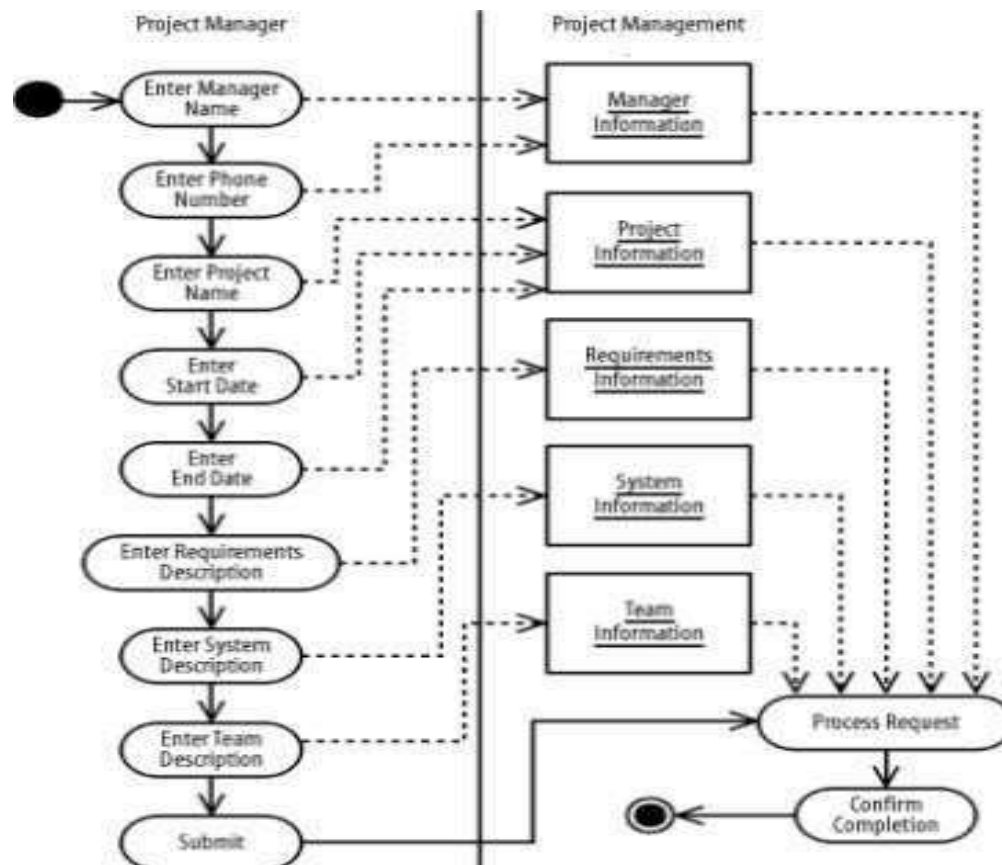 Project Manager
Project Management
Enter Manager
Name
Enter Phone
Number
Enter Project
Name
Enter
Start Date
Enter
End Date
Enter Requirements
Description
Enter System
Description
Enter Team
Description
Submit
Manager
Information
Project
Information
Requirements
Information
System
Information
Team
Information
Process Request
Confirm
Completion